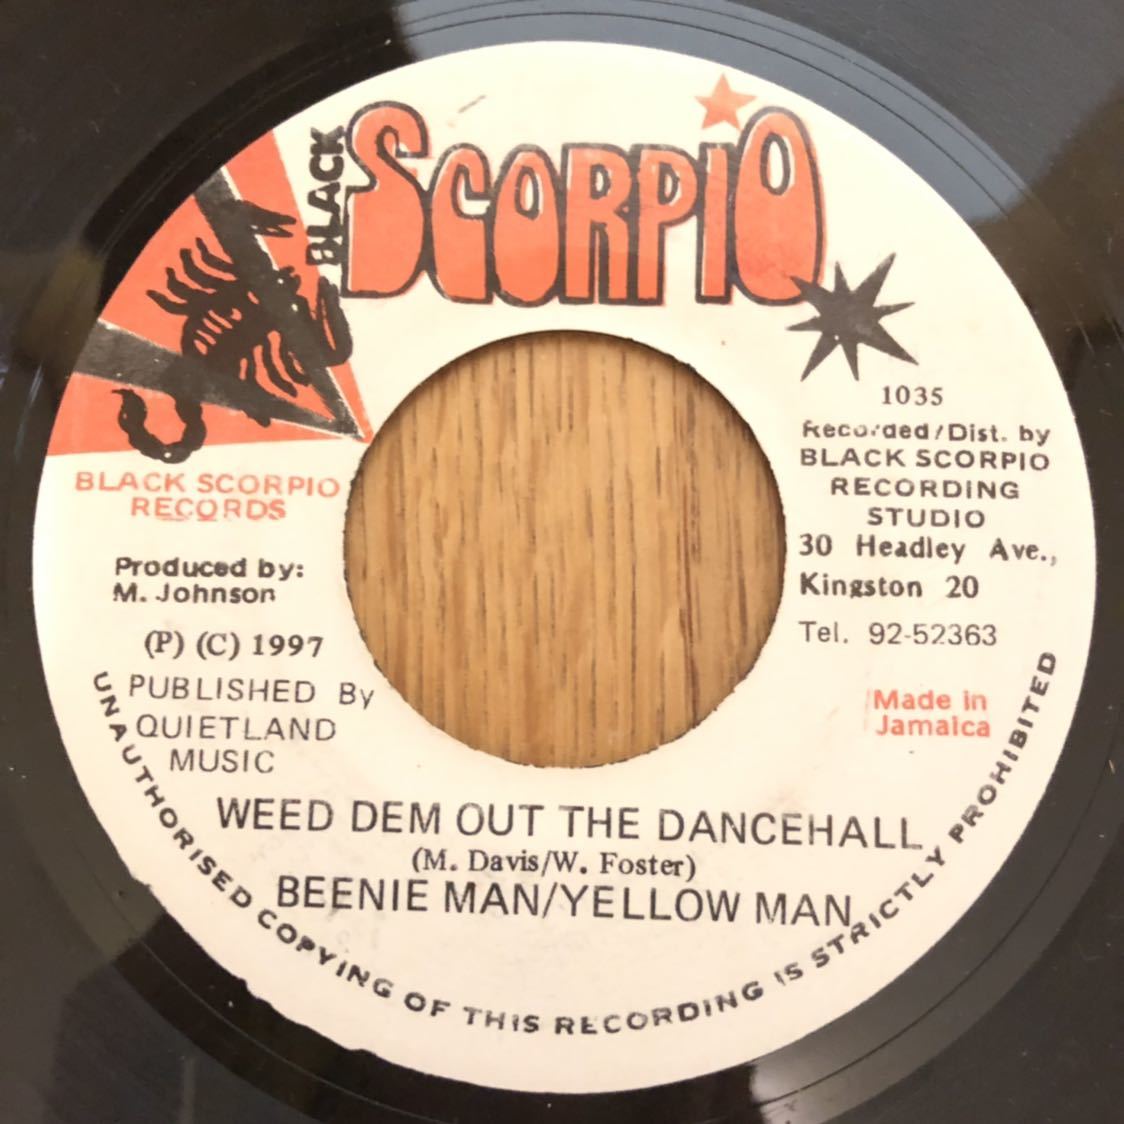 BLACK
SCORPIO
BLACK SCORPIO
RECORDS
Produced by:
M. Johnson
(P) (C) 1997
PUBLISHED By
QUIETLAND
MUSIC
1035
Recorded/Dist. by
BLACK SCORPIO
RECORDING
STUDIO
30 Headley Ave.,
Kingston 20
Tel. 92-52363
Made in
Jamaica
WEED DEM OUT THE DANCEHALL
(M. Davis/W. Foster)
BEENIE MAN/YELLOW MAN
UNAUTHORISED COPYING OF THIS RECORDING IS STRICTLY PROHIBITED